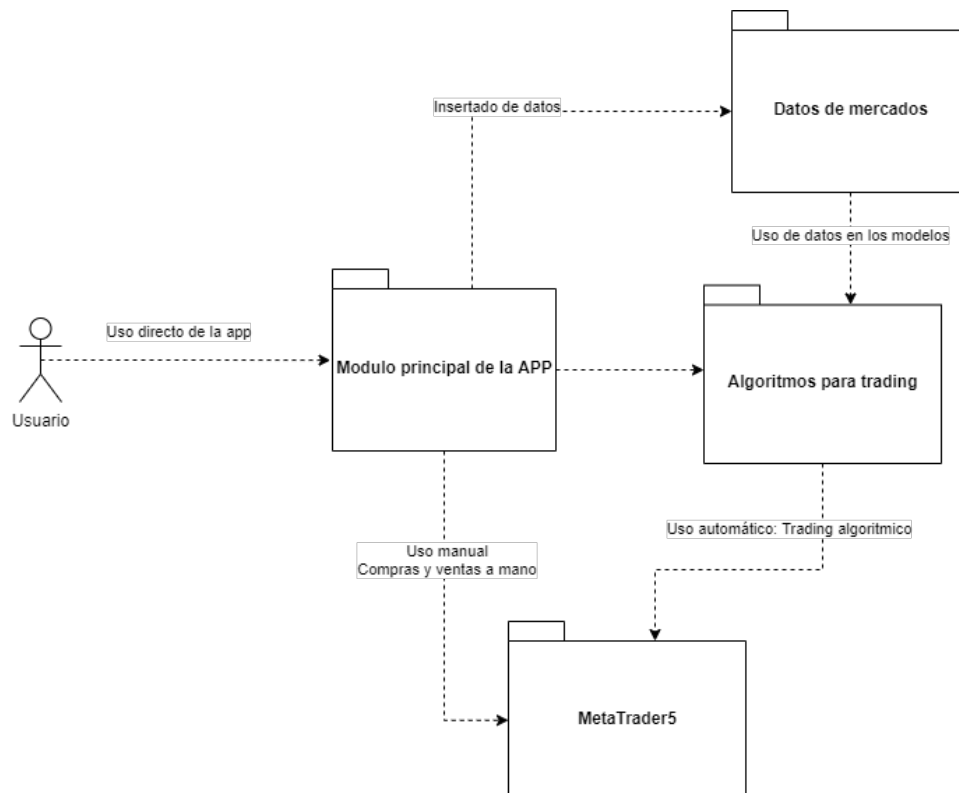 Datos de mercados
Insertado de datos
Uso de datos en los modelos
Uso directo de la app
Modulo principal de la APP
Algoritmos para trading
Usuario
Uso automático: Trading algoritmico
Uso manual
Compras y ventas a mano
MetaTrader5